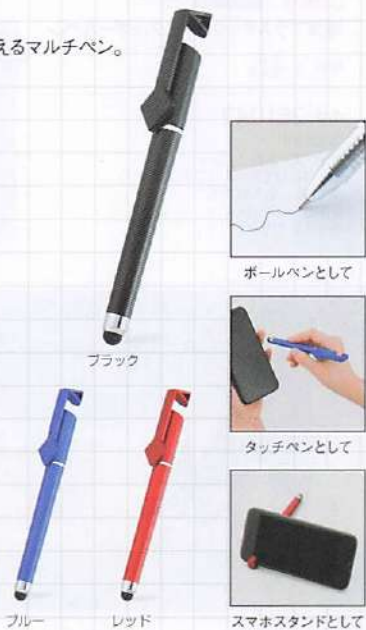 えるマルチペン。
ボールペンとして
ブラック
タッチペンとして
ブルー
レッド
スマホスタンドとして